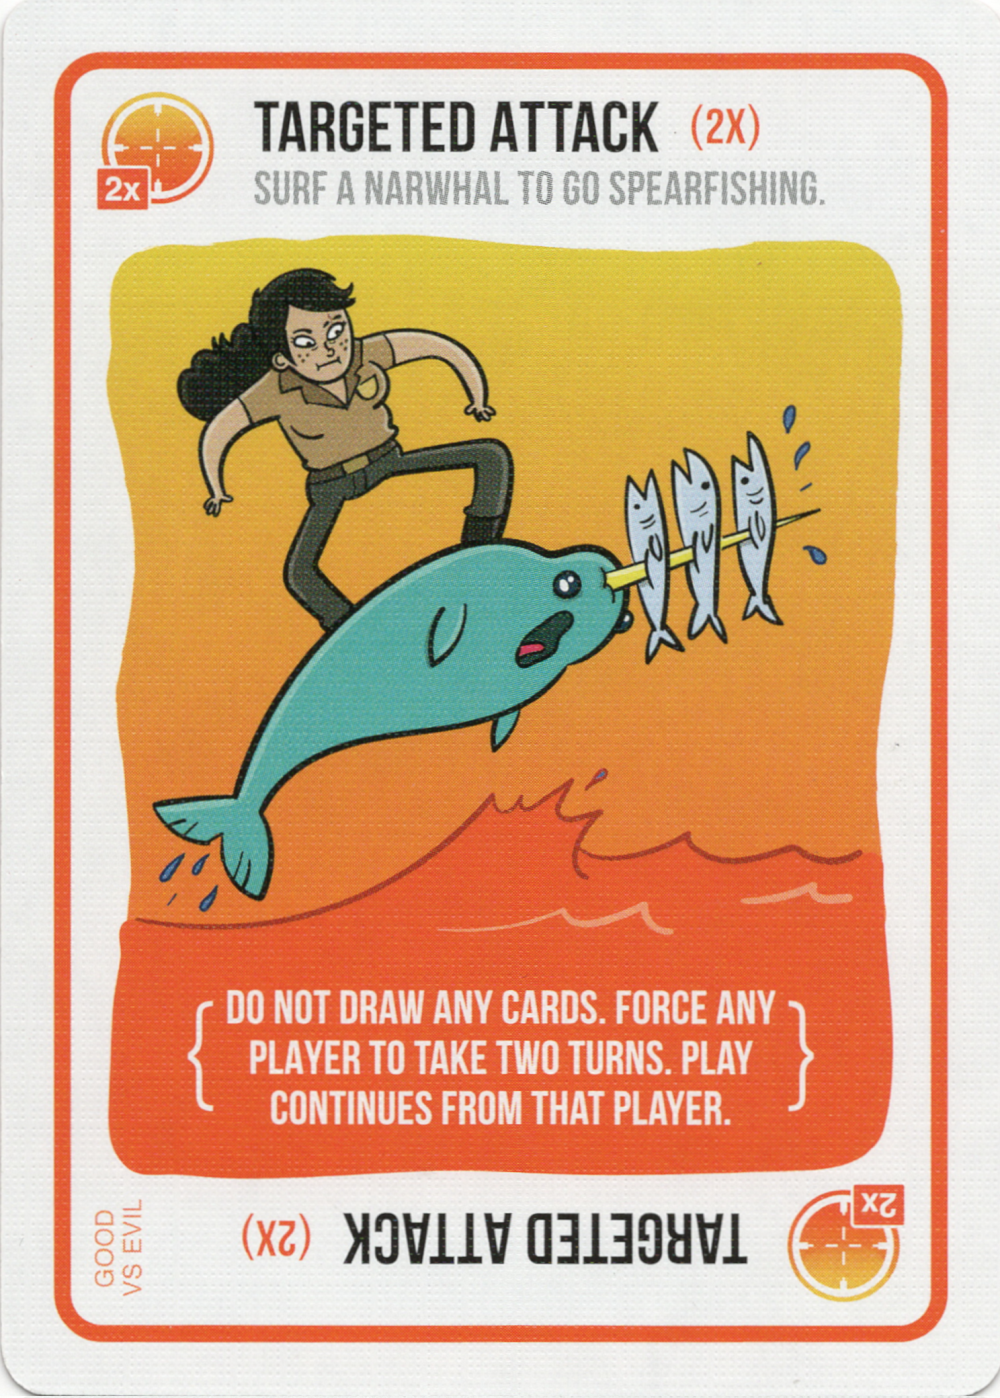 TARGETED ATTACK (2X)
2x
SURF A NARWHAL TO GO SPEARFISHING.
DO NOT DRAW ANY CARDS. FORCE ANY
PLAYER TO TAKE TWO TURNS. PLAY
CONTINUES FROM THAT PLAYER.
GOOD
VS EVIL
TARGETED ATTACK (2X)
2x